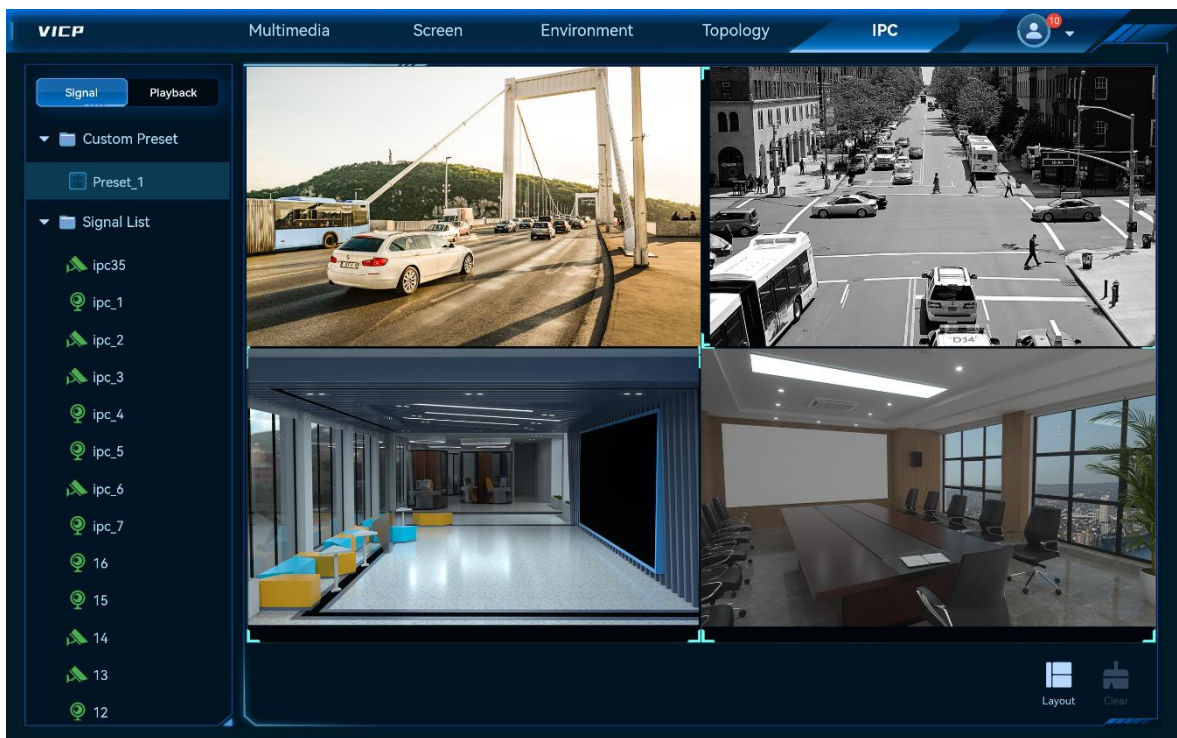 VICP
Multimedia
Screen
Environment
Topology
IPC
10
Signal
Playback
Custom Preset
Preset_1
Signal List
ipc35
ipc_1
ipc_2
ipc_3
ipc_4
ipc_5
ipc_6
ipc_7
16
15
14
13
12
D14
Layout
Clear